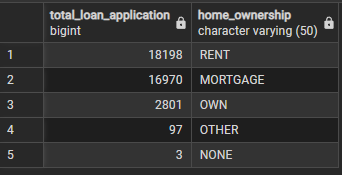 total_loan_application home_ownership
bigint character varying (50)
1 18198 RENT
2 16970 MORTGAGE
3 2801 OWN
4 97 OTHER
5 3 NONE